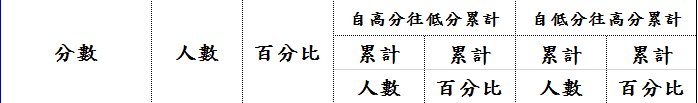 自高分往低分累計 自低分往高分累計
分數 人數 百分比 累計 累計 累計 累計
人數 百分比 人數 百分比